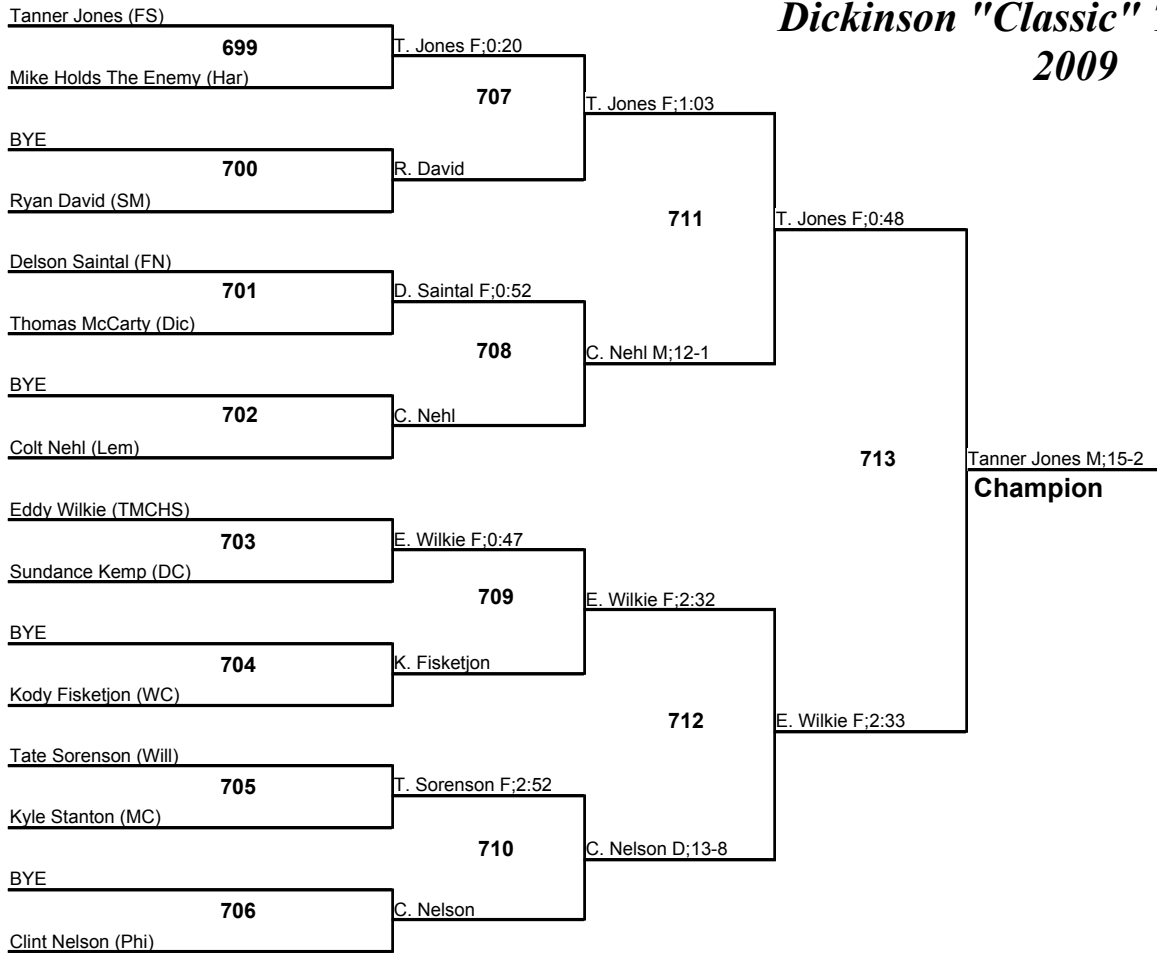 Dickinson "Classic"
2009
Tanner Jones (FS)
699
Mike Holds The Enemy (Har)
T. Jones F;0:20
707
BYE
700
Ryan David (SM)
R. David
T. Jones F;1:03
711
Delson Saintal (FN)
701
Thomas McCarty (Dic)
D. Saintal F;0:52
708
BYE
702
Colt Nehl (Lem)
C. Nehl
C. Nehl M;12-1
T. Jones F;0:48
713
Eddy Wilkie (TMCHS)
703
Sundance Kemp (DC)
E. Wilkie F;0:47
709
BYE
704
Kody Fisketjon (WC)
K. Fisketjon
E. Wilkie F;2:32
712
Tate Sorenson (Will)
705
Kyle Stanton (MC)
T. Sorenson F;2:52
710
BYE
706
Clint Nelson (Phi)
C. Nelson
C. Nelson D;13-8
E. Wilkie F;2:33
Tanner Jones M;15-2
Champion